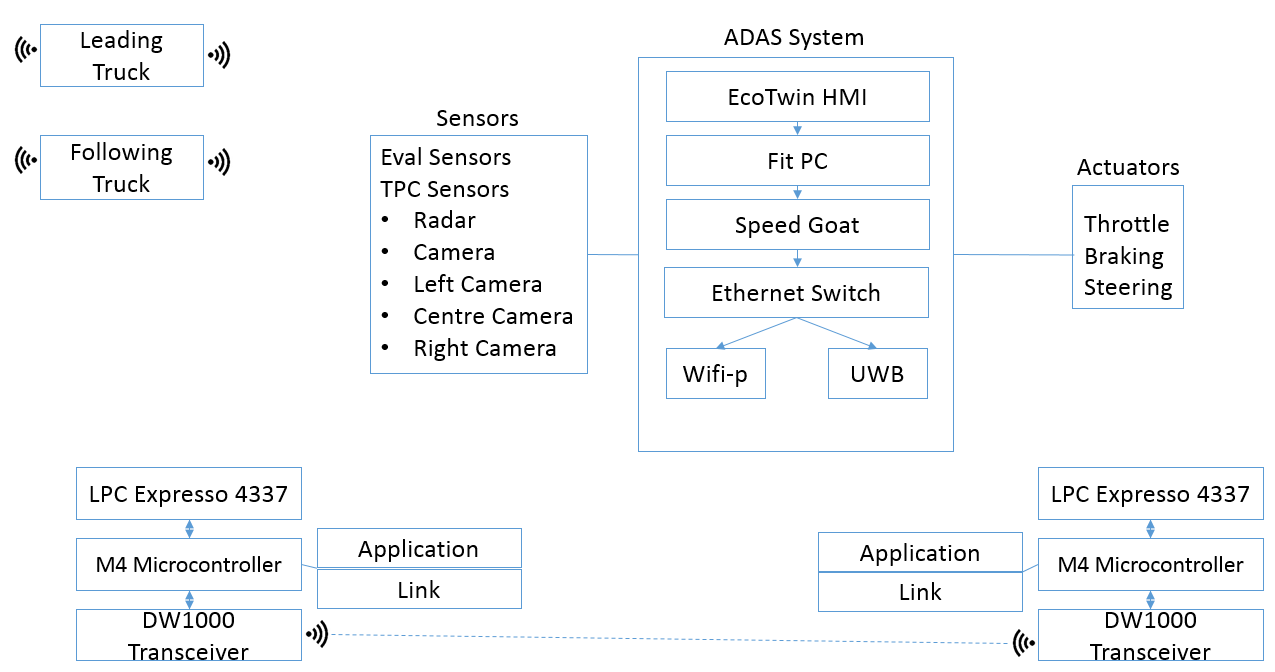 Leading
Truck
Following
Truck
Sensors
Eval Sensors
TPC Sensors
• Radar
• Camera
• Left Camera
• Centre Camera
• Right Camera
ADAS System
EcoTwin HMI
Fit PC
Speed Goat
Ethernet Switch
Wifi-p
UWB
Actuators
Throttle
Braking
Steering
LPC Expresso 4337
M4 Microcontroller
DW1000
Transceiver
Application
Link
Application
Link
LPC Expresso 4337
M4 Microcontroller
DW1000
Transceiver